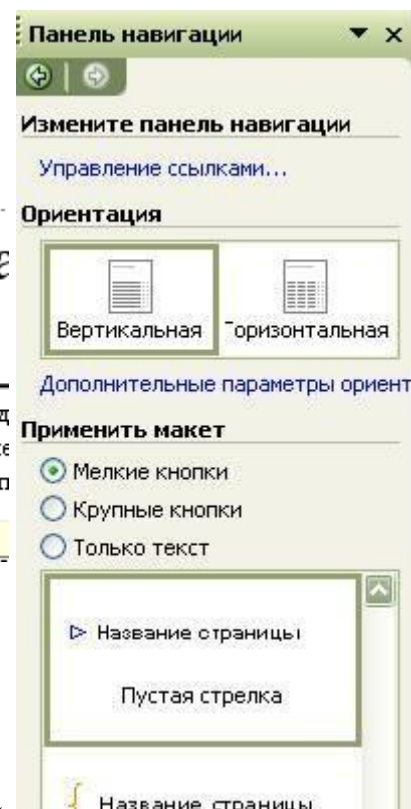 Панель навигации
Измените панель навигации
Управление ссылками...
Ориентация
Вертикальная Горизонтальная
Дополнительные параметры ориент
Применить макет
Мелкие кнопки
Крупные кнопки
Только текст
Название страницы
Пустая стрелка
Название страницы